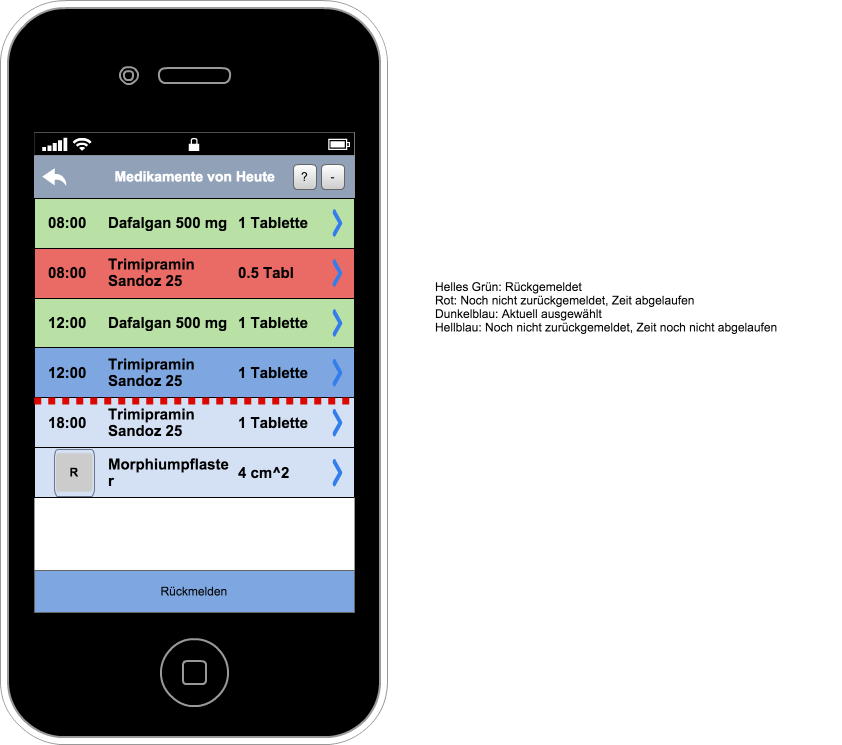 Medikamente von Heute ? -
08:00 Dafalgan 500 mg 1 Tablette
08:00 Trimipramin
Sandoz 25 0.5 Tabl
12:00 Dafalgan 500 mg 1 Tablette
12:00 Trimipramin
Sandoz 25 1 Tablette
18:00 Trimipramin
Sandoz 25 1 Tablette
R Morphiumpflaste
r 4 cm^2
Rückmelden
Helles Grün: Rückgemeldet
Rot: Noch nicht zurückgemeldet, Zeit abgelaufen
Dunkelblau: Aktuell ausgewählt
Hellblau: Noch nicht zurückgemeldet, Zeit noch nicht abgelaufen